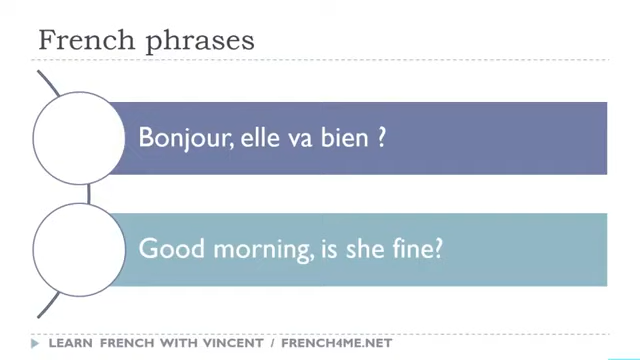 French phrases
Bonjour, elle va bien ?
Good morning, is she fine?
LEARN FRENCH WITH VINCENT / FRENCH4ME.NET